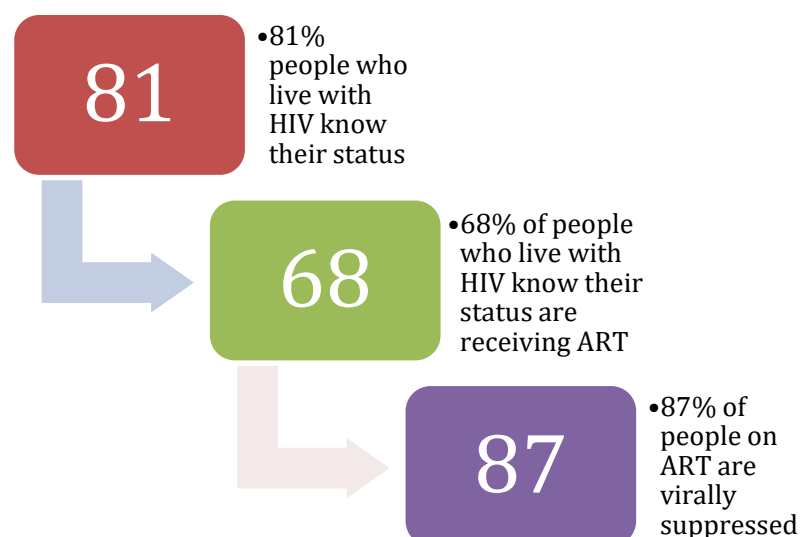 81
•81%
people who
live with
HIV know
their status
68
•68% of people
who live with
HIV know their
status are
receiving ART
87
•87% of
people on
ART are
virally
suppressed